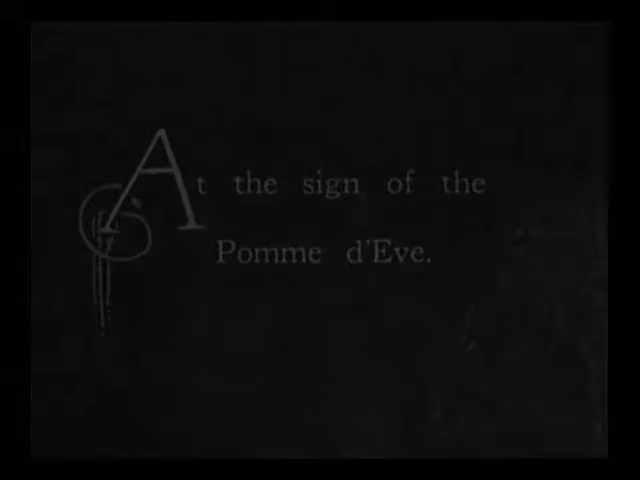 At the sign of the
Pomme d'Eve.